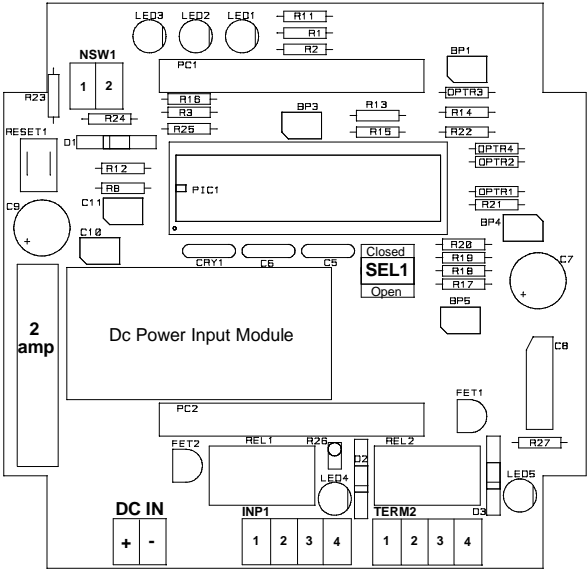 LED3 LED2 LED1 R11
R1
R2
NSW1
1 2
PC1
BP1
R23
R16
R3
R25
R24
BP3
R13
R15
OPTR3
R14
R22
RESET1
D1
OPTR4
OPTR2
R12
R8
PIC1
OPTR1
R21
C9
C11
C10
BP4
CRY1 C6 C5
Closed
SEL1
Open
R20
R19
R18
R17
C7
BP5
2
amp
Dc Power Input Module
C8
PC2
FET1
FET2
REL1
R26
D2
REL2
R27
LED4
LED5
D3
DC IN
+ -
INP1
1 2 3 4
TERM2
1 2 3 4
+
+